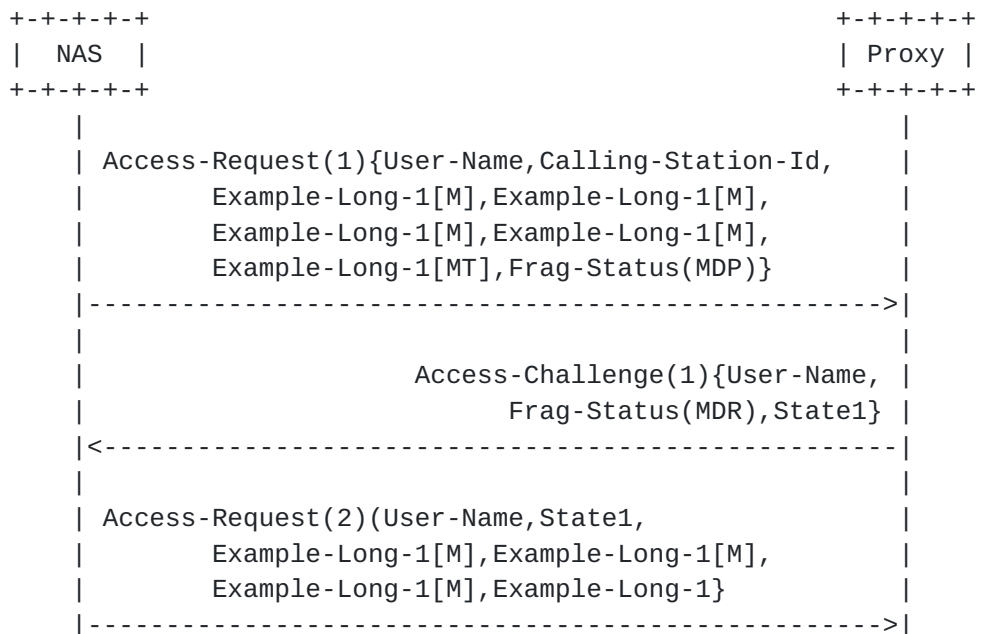 +-+-+-+-+                                            +-+-+-+-+
|  NAS  |                                            | Proxy |
+-+-+-+-+                                            +-+-+-+-+
    |                                                    |
    | Access-Request(1){User-Name,Calling-Station-Id,    |
    |        Example-Long-1[M],Example-Long-1[M],        |
    |        Example-Long-1[M],Example-Long-1[M],        |
    |        Example-Long-1[MT],Frag-Status(MDP)}        |
    |--------------------------------------------------->|
    |                                                    |
    |                     Access-Challenge(1){User-Name, |
    |                           Frag-Status(MDR),State1} |
    |<---------------------------------------------------|
    |                                                    |
    | Access-Request(2)(User-Name,State1,                |
    |        Example-Long-1[M],Example-Long-1[M],        |
    |        Example-Long-1[M],Example-Long-1}           |
    |--------------------------------------------------->|